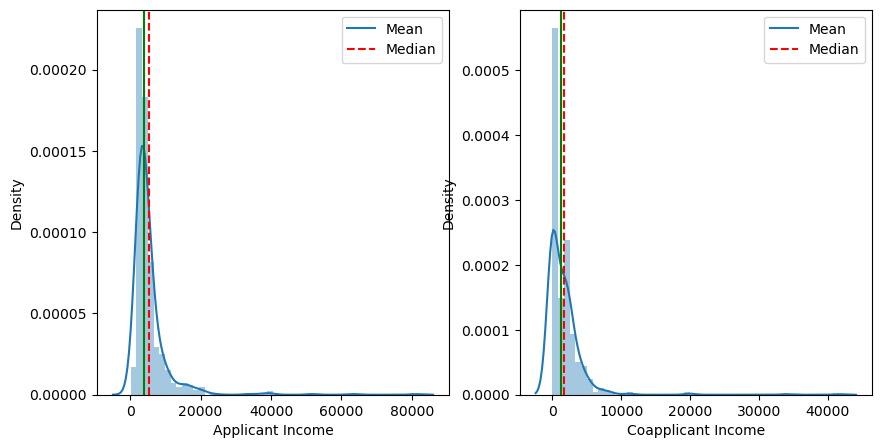 Mean
Median
0.00020
0.00015
0.00010
0.00005
0.00000
Density
0
20000
40000
60000
80000
Applicant Income
Mean
Median
0.0005
0.0004
0.0003
0.0002
0.0001
0.0000
Density
0
10000
20000
30000
40000
Coapplicant Income